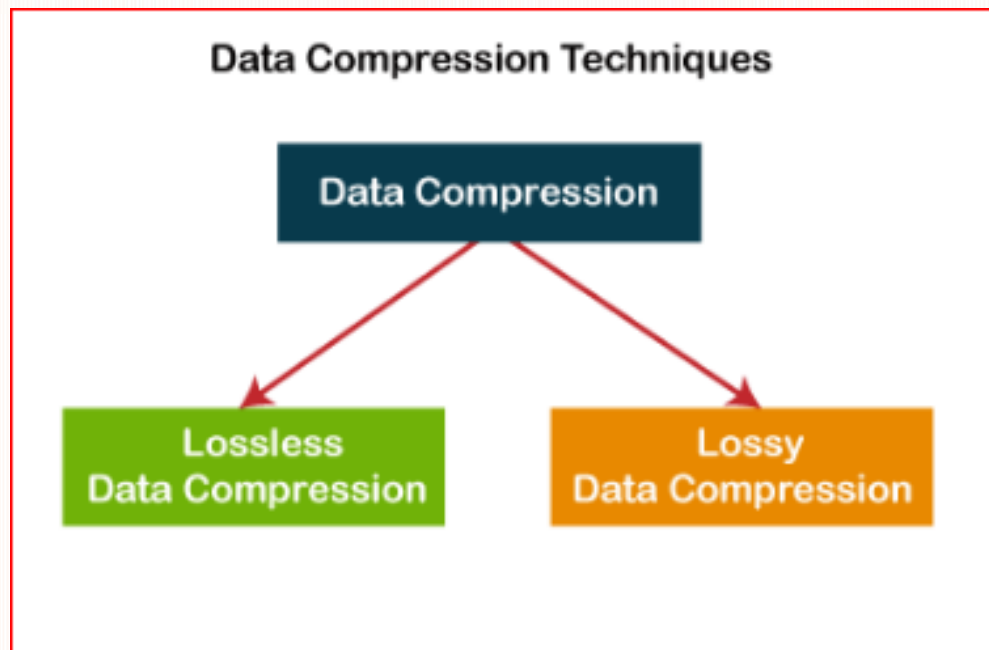 Data Compression Techniques
Data Compression
Lossless
Data Compression
Lossy
Data Compression